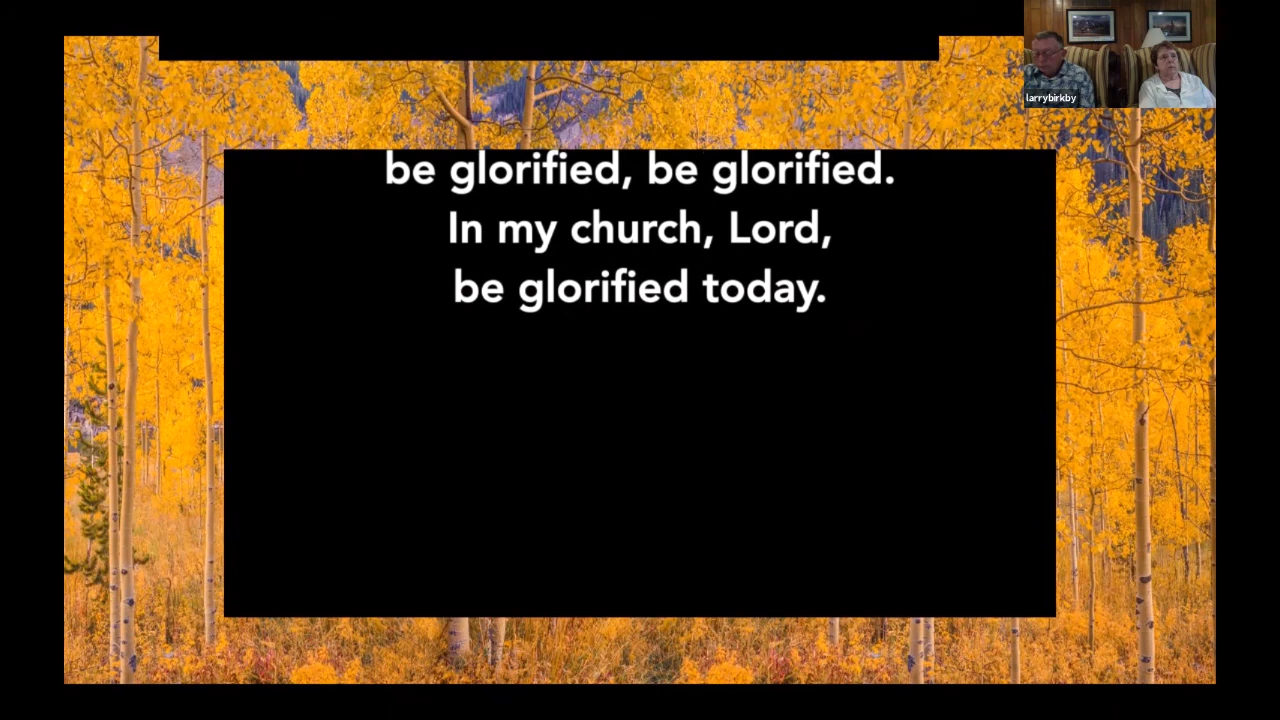 larrybirkby
be glorified, be glorified.
In my church, Lord,
be glorified today.